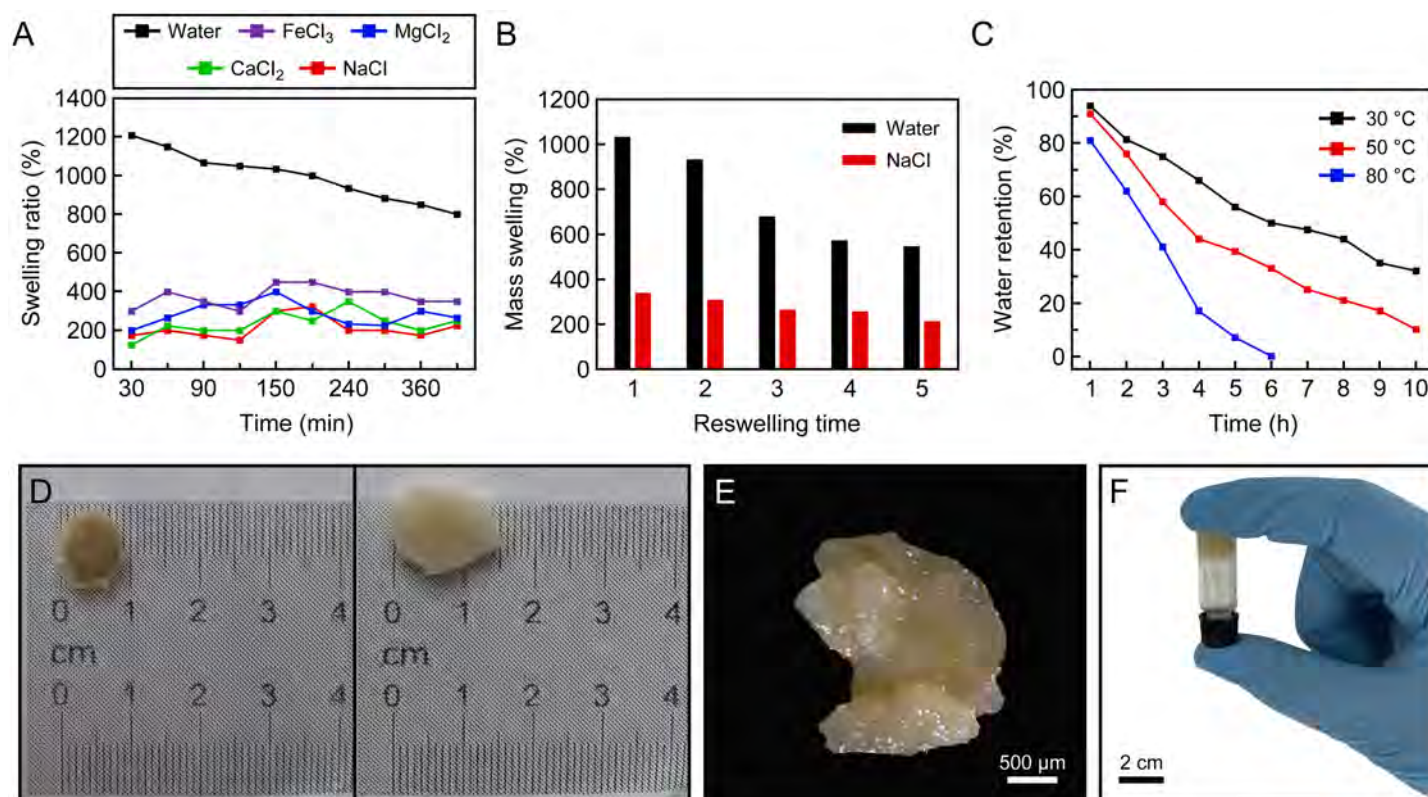 A
Water FeCl₃ MgCl₂
CaCl₂ NaCl
Swelling ratio (%)
1400
1200
1000
800
600
400
200
0
30 90 150 240 360
Time (min)
B
Water
NaCl
Mass swelling (%)
1200
1000
800
600
400
200
0
1 2 3 4 5
Reswelling time
C
30 °C
50 °C
80 °C
Water retention (%)
100
80
60
40
20
0
1 2 3 4 5 6 7 8 9 10
Time (h)
D
0 1 2 3 4
cm
0 1 2 3 4
0 1 2 3 4
cm
0 1 2 3 4
E
500 µm
F
2 cm